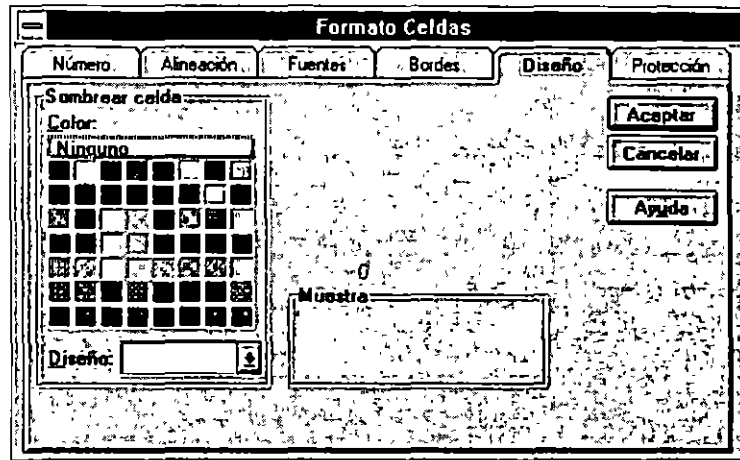 Formato Celdas
Número Alineación Fuentes Bordes Diseño Protección
Sombrear celda
Color:
Ninguno
Aceptar
Cancelar
Ayuda
Muestra
Diseño: